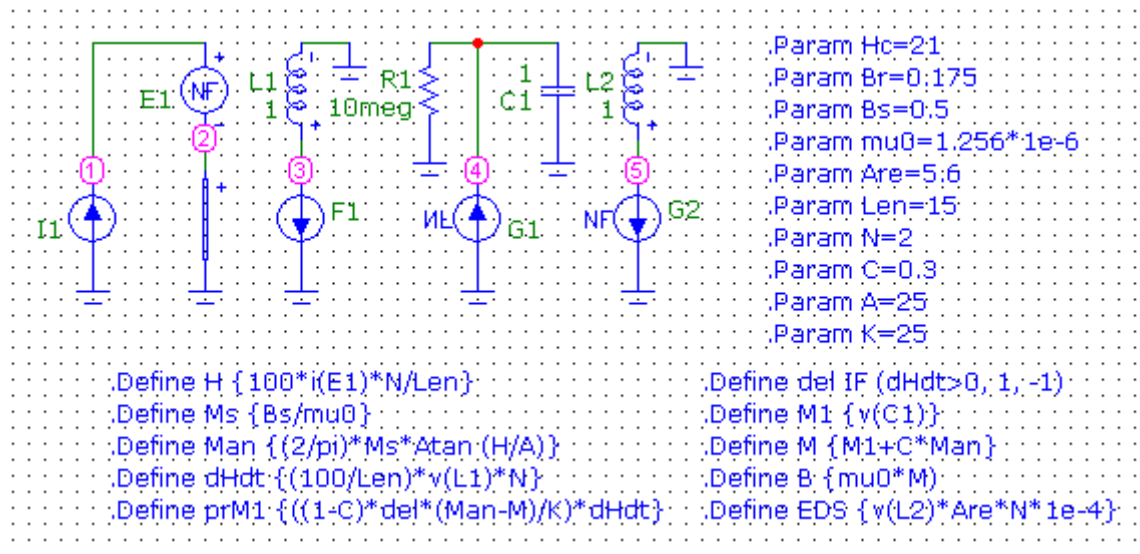 E1
NF
+
-
2
+
1
I1
L1
1
-
+
3
F1
R1
10meg
1
C1
4
NF
G1
L2
1
-
+
5
NF
G2
.Param Hc=21
.Param Br=0.175
.Param Bs=0.5
.Param mu0=1.256*1e-6
.Param Are=5.6
.Param Len=15
.Param N=2
.Param C=0.3
.Param A=25
.Param K=25
.Define H {100*i(E1)*N/Len}
.Define Ms {Bs/mu0}
.Define Man {(2/pi)*Ms*Atan (H/A)}
.Define dHdt {(100/Len)*v(L1)*N}
.Define prM1 {((1-C)*del*(Man-M)/K)*dHdt}
.Define del IF (dHdt>0, 1, -1)
.Define M1 {v(C1)}
.Define M {M1+C*Man}
.Define B {mu0*M)
.Define EDS {v(L2)*Are*N*1e-4}